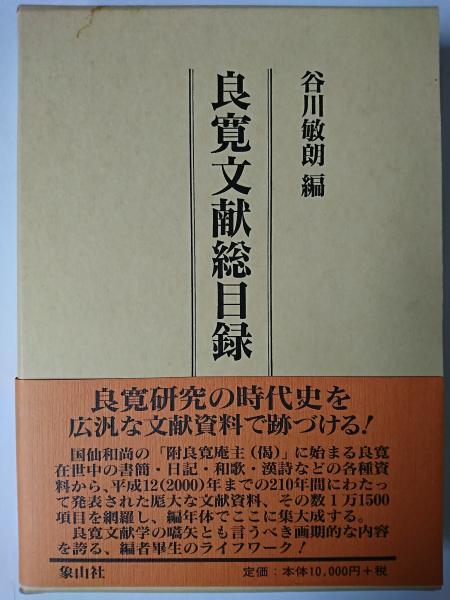 谷川敏朗 編
良寛文献総目録
良寛研究の時代史を
広汎な文献資料で跡づける!
国仙和尚の「附良寛庵主(偈)」に始まる良寛
在世中の書簡・日記・和歌・漢詩などの各種資
料から、平成12(2000)年までの210年間にわたっ
て発表された厖大な文献資料、その数1万1500
項目を網羅し、編年体でここに集大成する。
良寛文献学の嚆矢とも言うべき画期的な内容
を誇る、編者畢生のライフワーク!
象山社
定価:本体10,000円+税